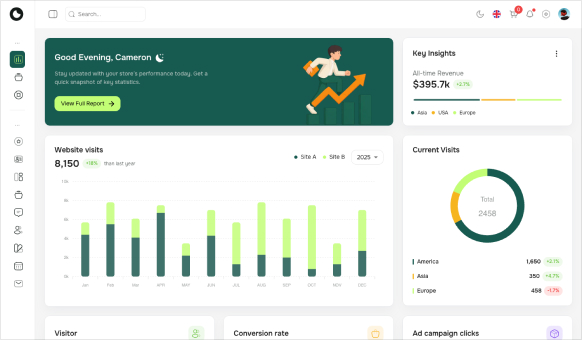 Search...
8
Good Evening, Cameron
Stay updated with your store's performance today. Get a
quick snapshot of key statistics.
View Full Report
Key Insights
All-time Revenue
$395.7k +2.7%
Asia USA Europe
Website visits
8,150 +18% than last year
Site A Site B 2025
10k
8k
6k
4k
2k
0k
Jan Feb Mar APR MAY JUN JUL AUG SEP OCT NOV DEC
Current Visits
Total
2458
America 1,650 +2.1%
Asia 350 +4.7%
Europe 458 -1.7%
Visitor
Conversion rate
Ad campaign clicks